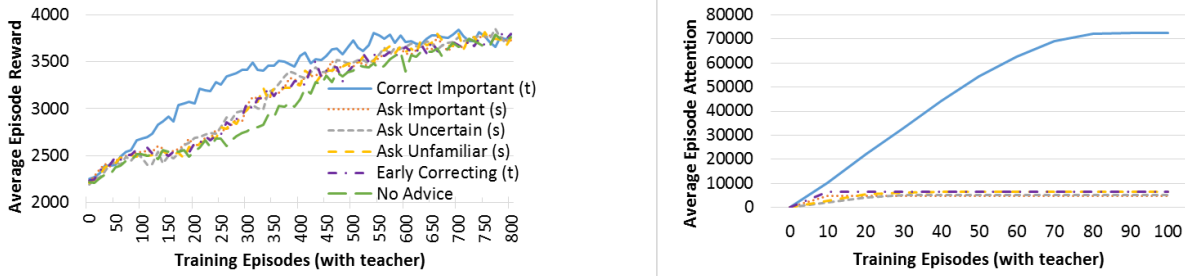 Average Episode Reward
4000
3500
3000
2500
2000
0 50 100 150 200 250 300 350 400 450 500 550 600 650 700 750 800
Training Episodes (with teacher)
Correct Important (t)
Ask Important (s)
Ask Uncertain (s)
Ask Unfamiliar (s)
Early Correcting (t)
No Advice
Average Episode Attention
80000
70000
60000
50000
40000
30000
20000
10000
0
0 10 20 30 40 50 60 70 80 90 100
Training Episodes (with teacher)